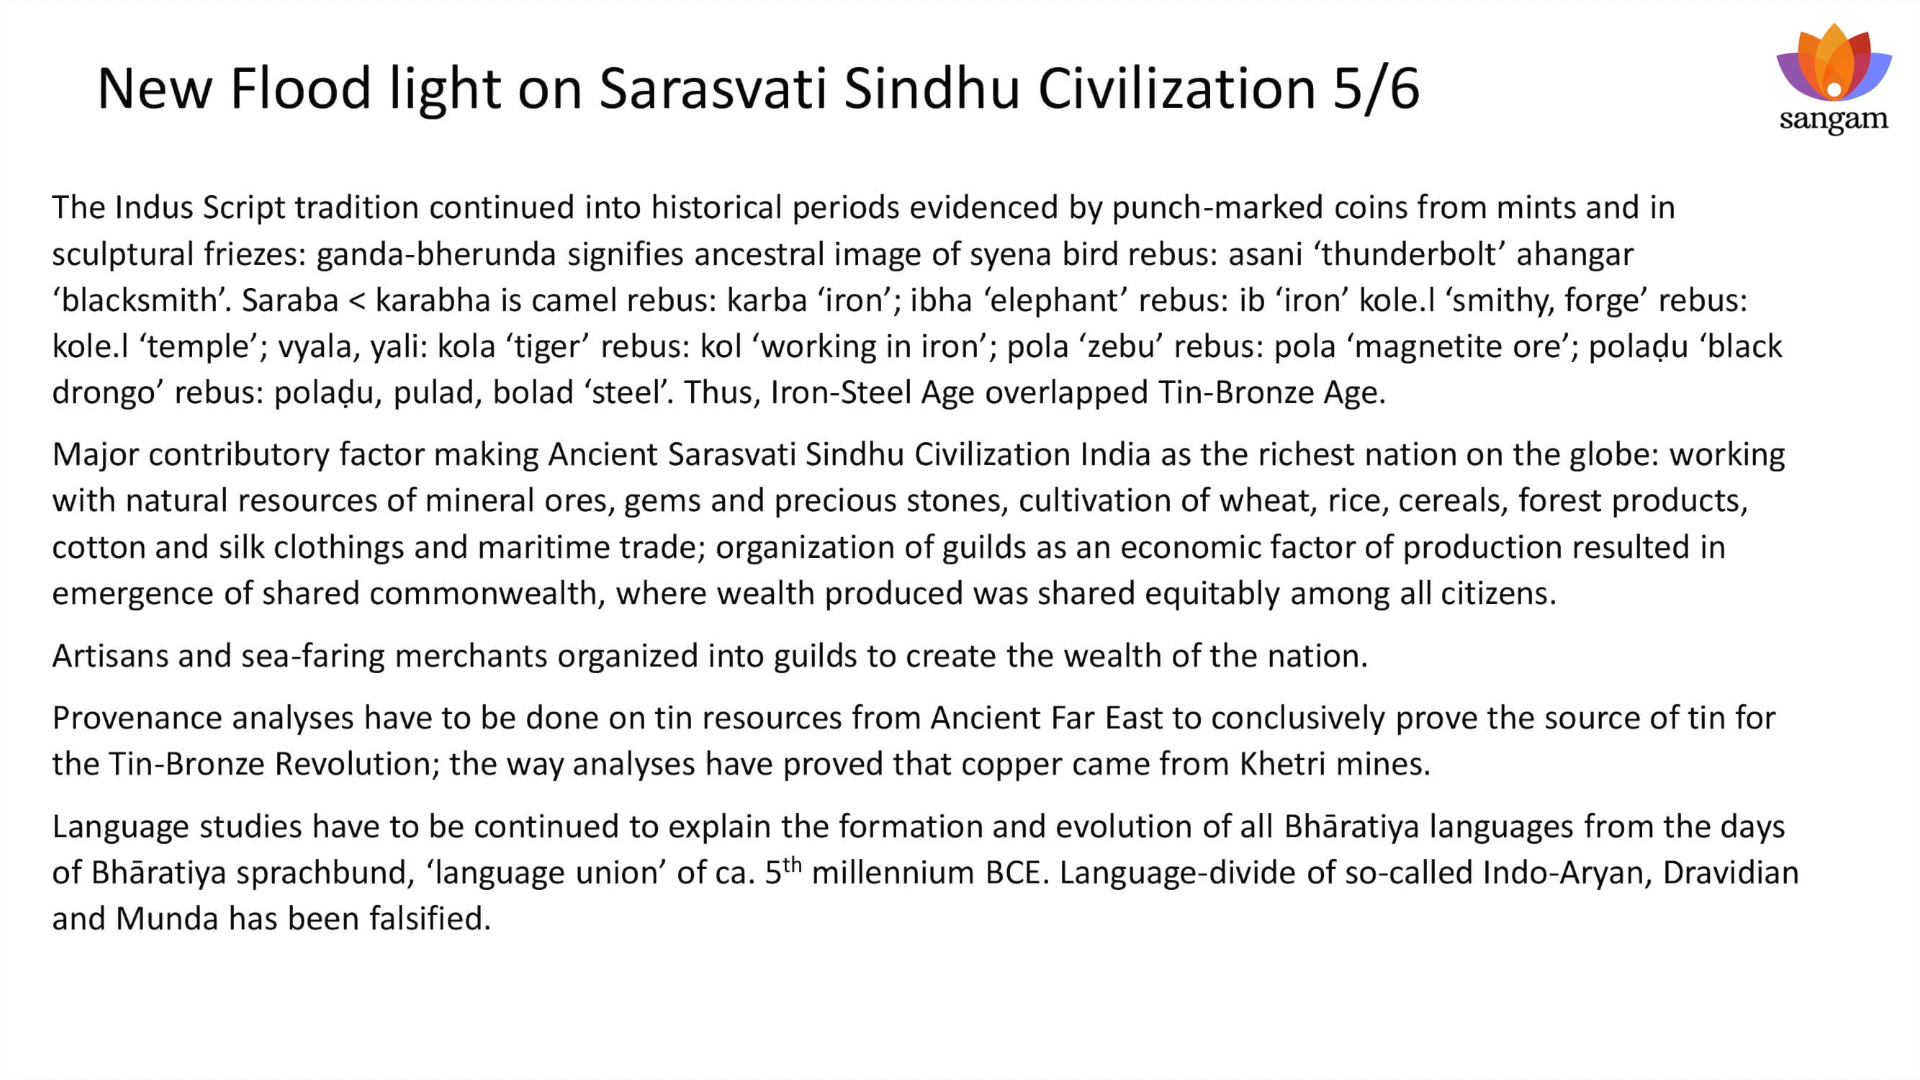 New Flood light on Sarasvati Sindhu Civilization 5/6
sangam
The Indus Script tradition continued into historical periods evidenced by punch-marked coins from mints and in
sculptural friezes: ganda-bherunda signifies ancestral image of syena bird rebus: asani ‘thunderbolt’ ahangar
‘blacksmith’. Saraba < karabha is camel rebus: karba ‘iron’; ibha ‘elephant’ rebus: ib ‘iron’ kole.l ‘smithy, forge’ rebus:
kole.l ‘temple’; vyala, yali: kola ‘tiger’ rebus: kol ‘working in iron’; pola ‘zebu’ rebus: pola ‘magnetite ore’; polaḍu ‘black
drongo’ rebus: polaḍu, pulad, bolad ‘steel’. Thus, Iron-Steel Age overlapped Tin-Bronze Age.
Major contributory factor making Ancient Sarasvati Sindhu Civilization India as the richest nation on the globe: working
with natural resources of mineral ores, gems and precious stones, cultivation of wheat, rice, cereals, forest products,
cotton and silk clothings and maritime trade; organization of guilds as an economic factor of production resulted in
emergence of shared commonwealth, where wealth produced was shared equitably among all citizens.
Artisans and sea-faring merchants organized into guilds to create the wealth of the nation.
Provenance analyses have to be done on tin resources from Ancient Far East to conclusively prove the source of tin for
the Tin-Bronze Revolution; the way analyses have proved that copper came from Khetri mines.
Language studies have to be continued to explain the formation and evolution of all Bhāratiya languages from the days
of Bhāratiya sprachbund, ‘language union’ of ca. 5th millennium BCE. Language-divide of so-called Indo-Aryan, Dravidian
and Munda has been falsified.